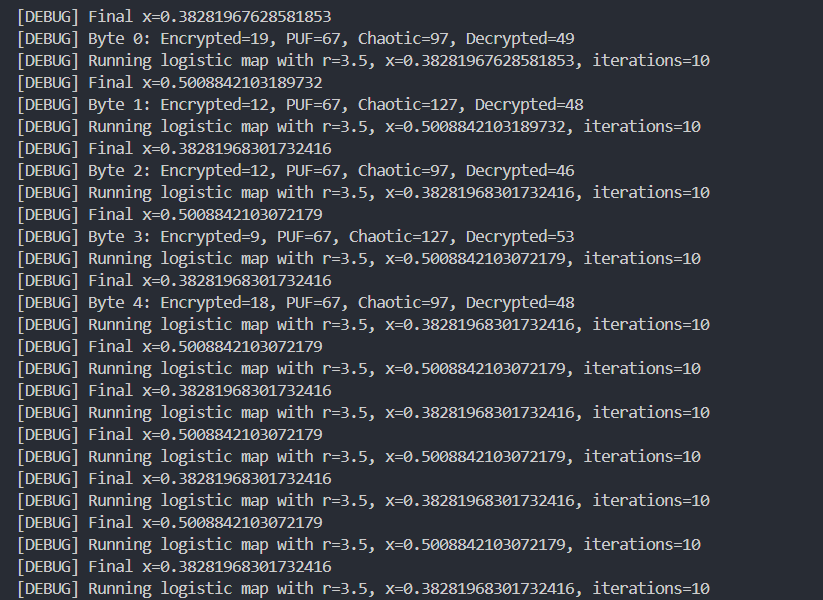 [DEBUG] Final x=0.38281967628581853
[DEBUG] Byte 0: Encrypted=19, PUF=67, Chaotic=97, Decrypted=49
[DEBUG] Running logistic map with r=3.5, x=0.38281967628581853, iterations=10
[DEBUG] Final x=0.5008842103189732
[DEBUG] Byte 1: Encrypted=12, PUF=67, Chaotic=127, Decrypted=48
[DEBUG] Running logistic map with r=3.5, x=0.5008842103189732, iterations=10
[DEBUG] Final x=0.38281968301732416
[DEBUG] Byte 2: Encrypted=12, PUF=67, Chaotic=97, Decrypted=46
[DEBUG] Running logistic map with r=3.5, x=0.38281968301732416, iterations=10
[DEBUG] Final x=0.5008842103072179
[DEBUG] Byte 3: Encrypted=9, PUF=67, Chaotic=127, Decrypted=53
[DEBUG] Running logistic map with r=3.5, x=0.5008842103072179, iterations=10
[DEBUG] Final x=0.38281968301732416
[DEBUG] Byte 4: Encrypted=18, PUF=67, Chaotic=97, Decrypted=48
[DEBUG] Running logistic map with r=3.5, x=0.38281968301732416, iterations=10
[DEBUG] Final x=0.5008842103072179
[DEBUG] Running logistic map with r=3.5, x=0.5008842103072179, iterations=10
[DEBUG] Final x=0.38281968301732416
[DEBUG] Running logistic map with r=3.5, x=0.38281968301732416, iterations=10
[DEBUG] Final x=0.5008842103072179
[DEBUG] Running logistic map with r=3.5, x=0.5008842103072179, iterations=10
[DEBUG] Final x=0.38281968301732416
[DEBUG] Running logistic map with r=3.5, x=0.38281968301732416, iterations=10
[DEBUG] Final x=0.5008842103072179
[DEBUG] Running logistic map with r=3.5, x=0.5008842103072179, iterations=10
[DEBUG] Final x=0.38281968301732416
[DEBUG] Running logistic map with r=3.5, x=0.38281968301732416, iterations=10